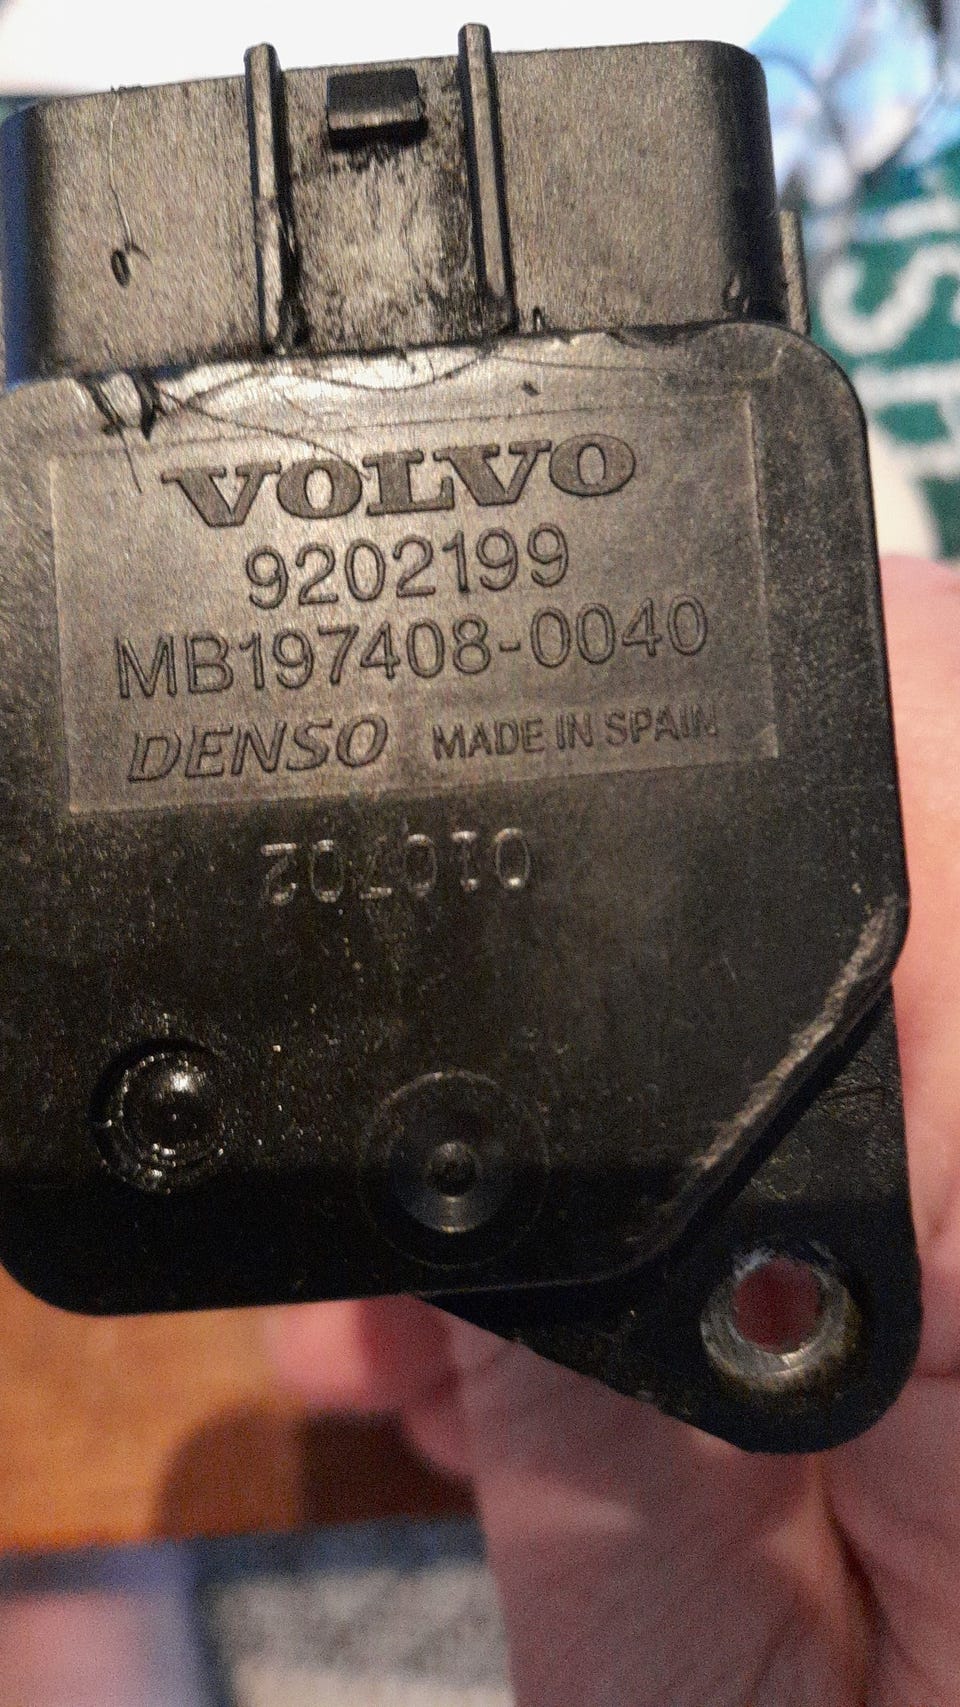 VOLVO
9202199
MB197408-0040
DENSO MADE IN SPAIN
010702